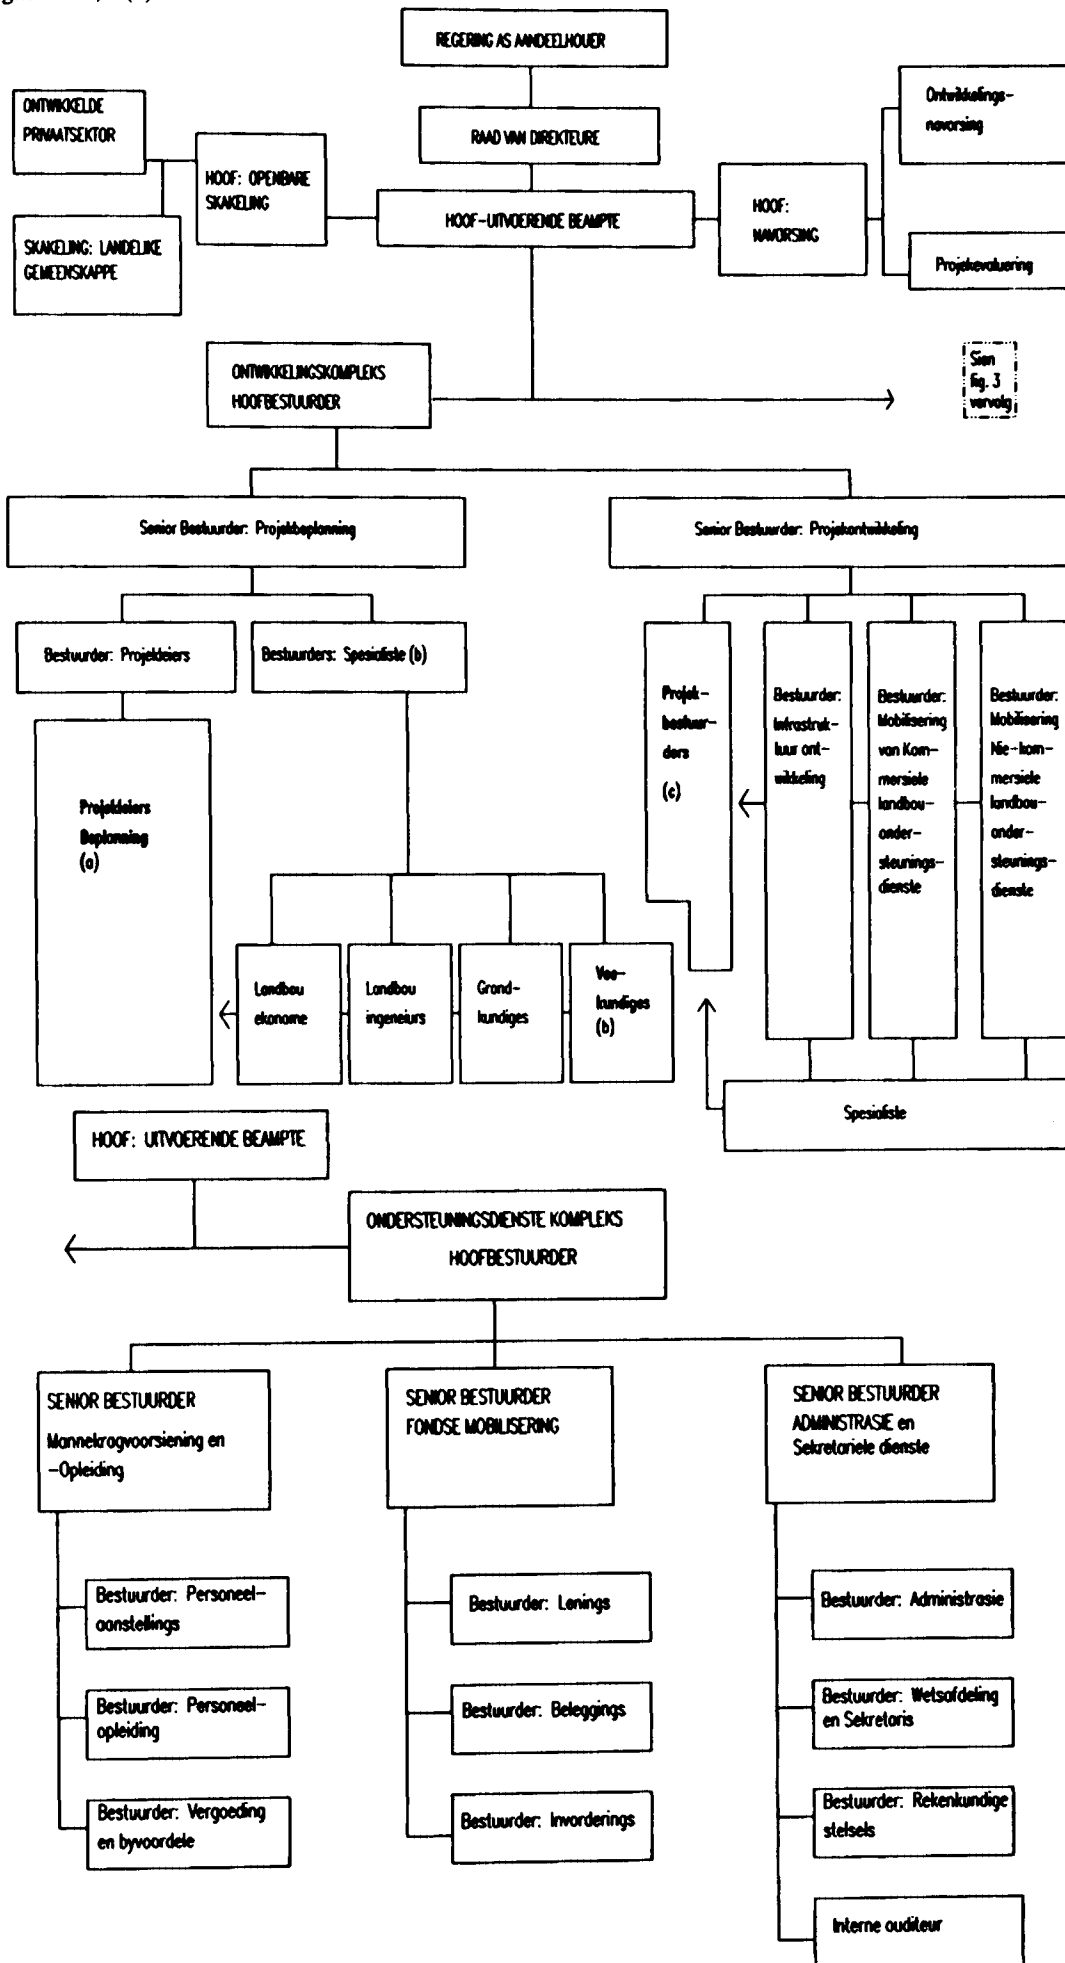 REGERING AS AANDEELHOUER
ONTWIKKELDE
PRIVAATSEKTOR
HOOF: OPENBARE
SKAKELING
SKAKELING: LANDELIKE
GEMEENSKAPPE
RAAD VAN DIREKTEURE
HOOF-UITVOERENDE BEAMPTE
HOOF:
NAVORSING
Ontwikkelings-
navorsing
Projekevaluering
ONTWIKKELINGSKOMPLEKS
HOOFBESTUURDER
Sien
fig. 3
vervolg
Senior Bestuurder: Projekbeplanning
Senior Bestuurder: Projekontwikkeling
Bestuurder: Projekleiers
Bestuurders: Spesialiste (b)
Projekleiers
Beplanning
(a)
Landbou
ekonome
Landbou
ingeneiurs
Grond-
kundiges
Vee-
kundiges
(b)
Projek-
bestuur-
ders
(c)
Bestuurder:
Infrastruk-
tuur ont-
wikkeling
Bestuurder:
Mobilisering
van Kom-
mersiele
landbou-
onder-
steunings-
dienste
Bestuurder:
Mobilisering
Nie-kom-
mersiele
landbou-
onder-
steunings-
dienste
Spesialiste
HOOF: UITVOERENDE BEAMPTE
ONDERSTEUNINGSDIENSTE KOMPLEKS
HOOFBESTUURDER
SENIOR BESTUURDER
Mannekragvoorsiening en
-Opleiding
SENIOR BESTUURDER
FONDSE MOBILISERING
SENIOR BESTUURDER
ADMINISTRASIE en
Sekretariele dienste
Bestuurder: Personeel-
aanstellings
Bestuurder: Personeel-
opleiding
Bestuurder: Vergoeding
en byvoordele
Bestuurder: Lenings
Bestuurder: Beleggings
Bestuurder: Invorderings
Bestuurder: Administrasie
Bestuurder: Wetsafdeling
en Sekretaris
Bestuurder: Rekenkundige
stelsels
Interne ouditeur